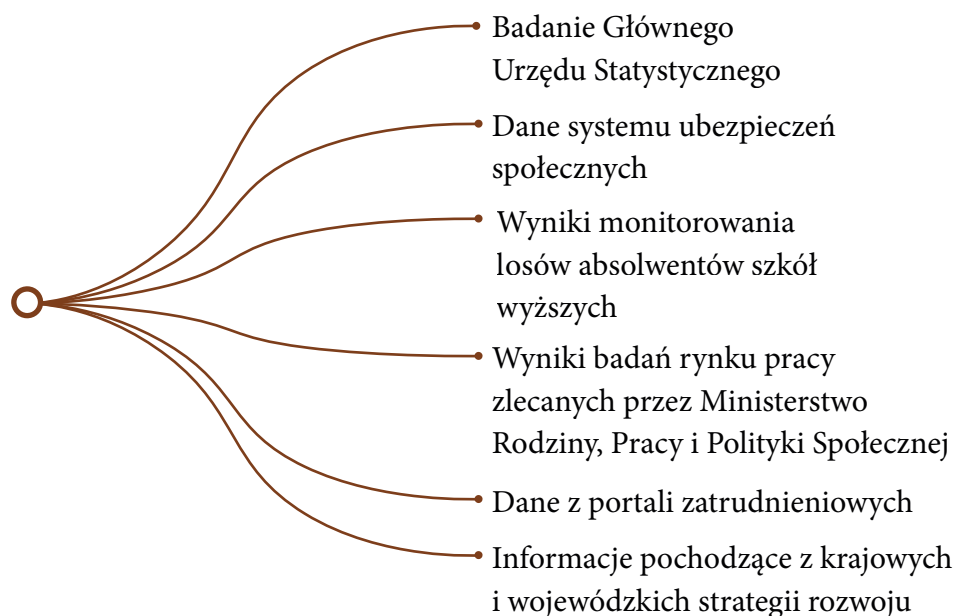 Badanie Głównego
Urzędu Statystycznego
Dane systemu ubezpieczeń
społecznych
Wyniki monitorowania
losów absolwentów szkół
wyższych
Wyniki badań rynku pracy
zlecanych przez Ministerstwo
Rodziny, Pracy i Polityki Społecznej
Dane z portali zatrudnieniowych
Informacje pochodzące z krajowych
i wojewódzkich strategii rozwoju